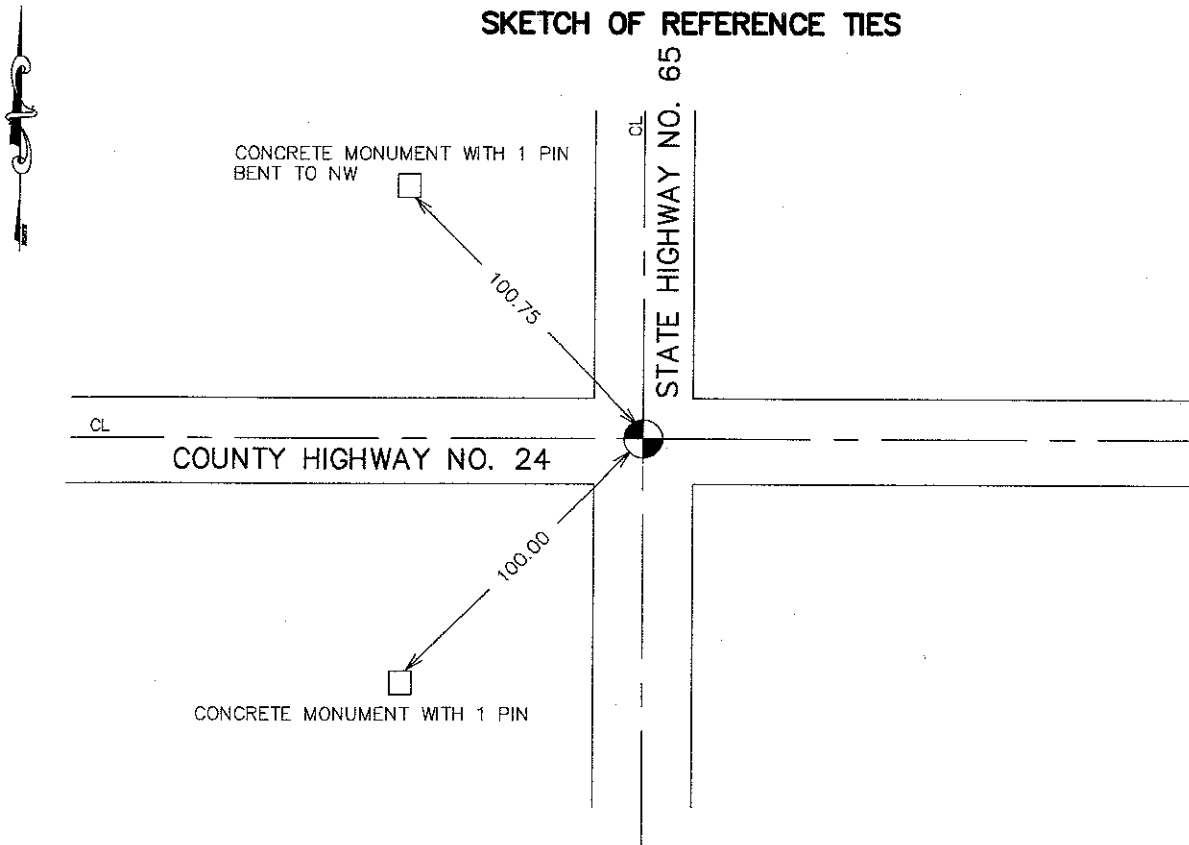 SKETCH OF REFERENCE TIES
STATE HIGHWAY NO. 65
CL
CONCRETE MONUMENT WITH 1 PIN
BENT TO NW
100.75
CL
COUNTY HIGHWAY NO. 24
100.00
CONCRETE MONUMENT WITH 1 PIN